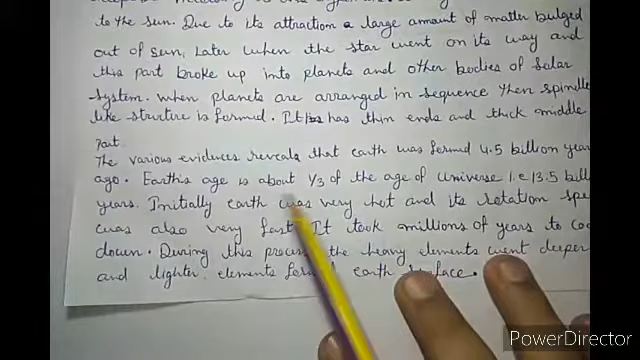 to the sun. Due to its attraction a large amount of matter bulged
out of sun, Later when the star went on its way and
this part broke up into planets and other bodies of solar
system. When planets are arranged in sequence then spindle
like structure is formed. It has thin ends and thick middle
Part.
The various evidences reveals that earth was formed 4.5 billion year
ago. Earth's age is about 1/3 of the age of Universe i.e 13.5 bill
years. Initially earth was very hot and its rotation spe
was also very fast. It took millions of years to coo
down. During this process the heavy elements went deeper
and lighter elements earth surface.
PowerDirector